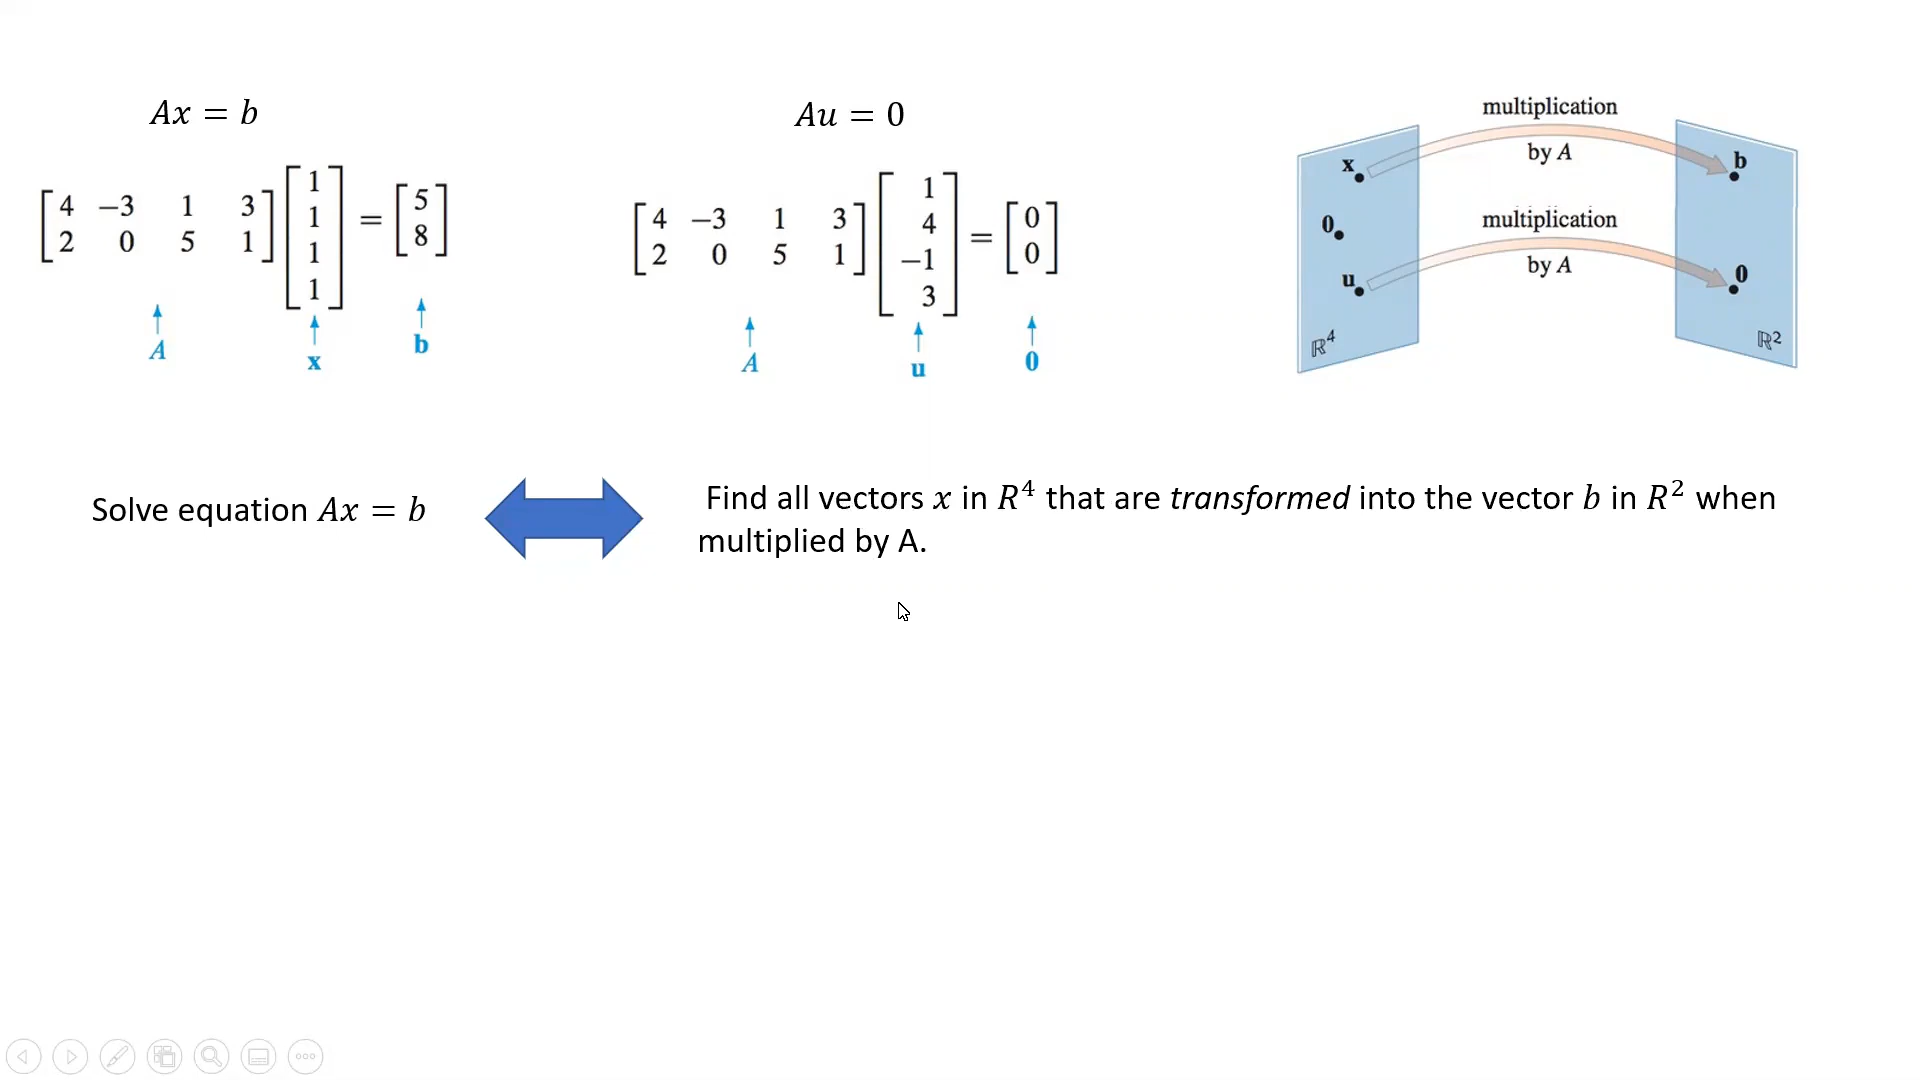 Ax = b
[4 −3 1 3] [1] = [5]
[2 0 5 1] [1] [8]
[1]
[1]
A
x
b
Au = 0
[4 −3 1 3] [1] = [0]
[2 0 5 1] [4] [0]
[−1]
[3]
A
u
0
multiplication
by A
x
b
0
multiplication
by A
u
0
ℝ⁴
ℝ²
Solve equation Ax = b
Find all vectors x in R⁴ that are transformed into the vector b in R² when
multiplied by A.